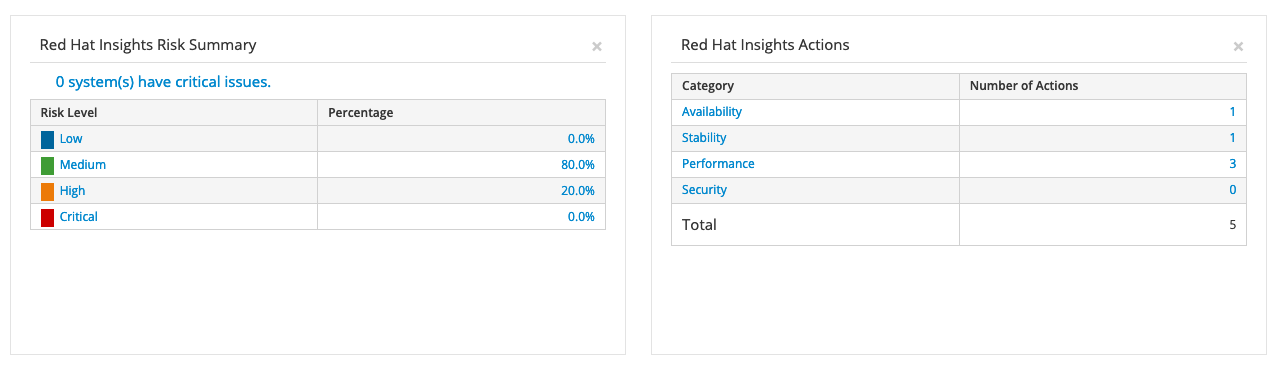 Red Hat Insights Risk Summary ×
0 system(s) have critical issues.
Risk Level Percentage
Low 0.0%
Medium 80.0%
High 20.0%
Critical 0.0%
Red Hat Insights Actions ×
Category Number of Actions
Availability 1
Stability 1
Performance 3
Security 0
Total 5